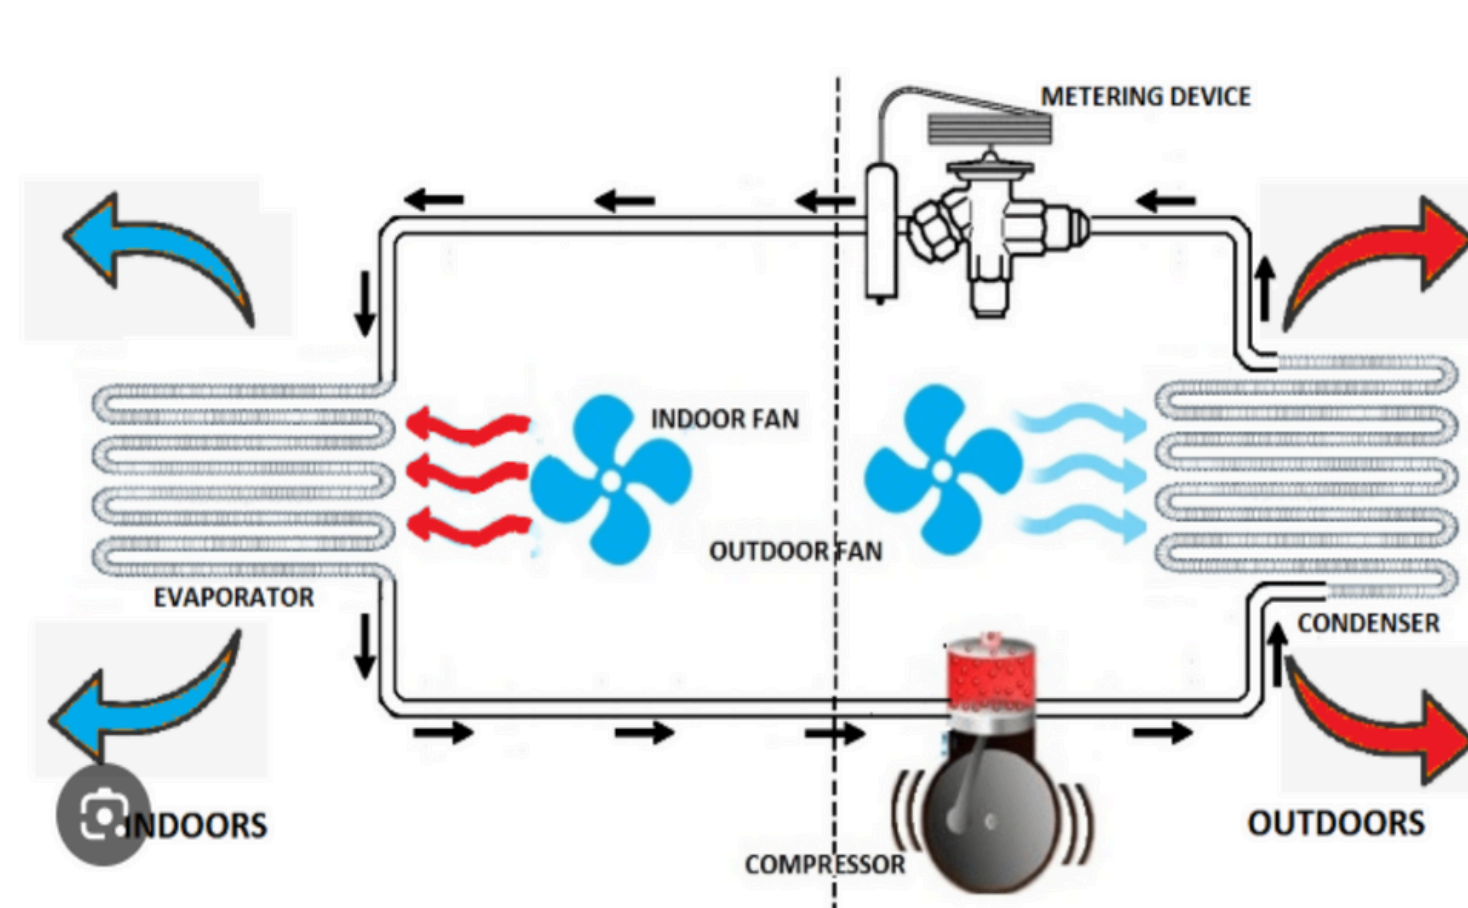 METERING DEVICE
INDOOR FAN
OUTDOOR FAN
EVAPORATOR
CONDENSER
INDOORS
OUTDOORS
COMPRESSOR